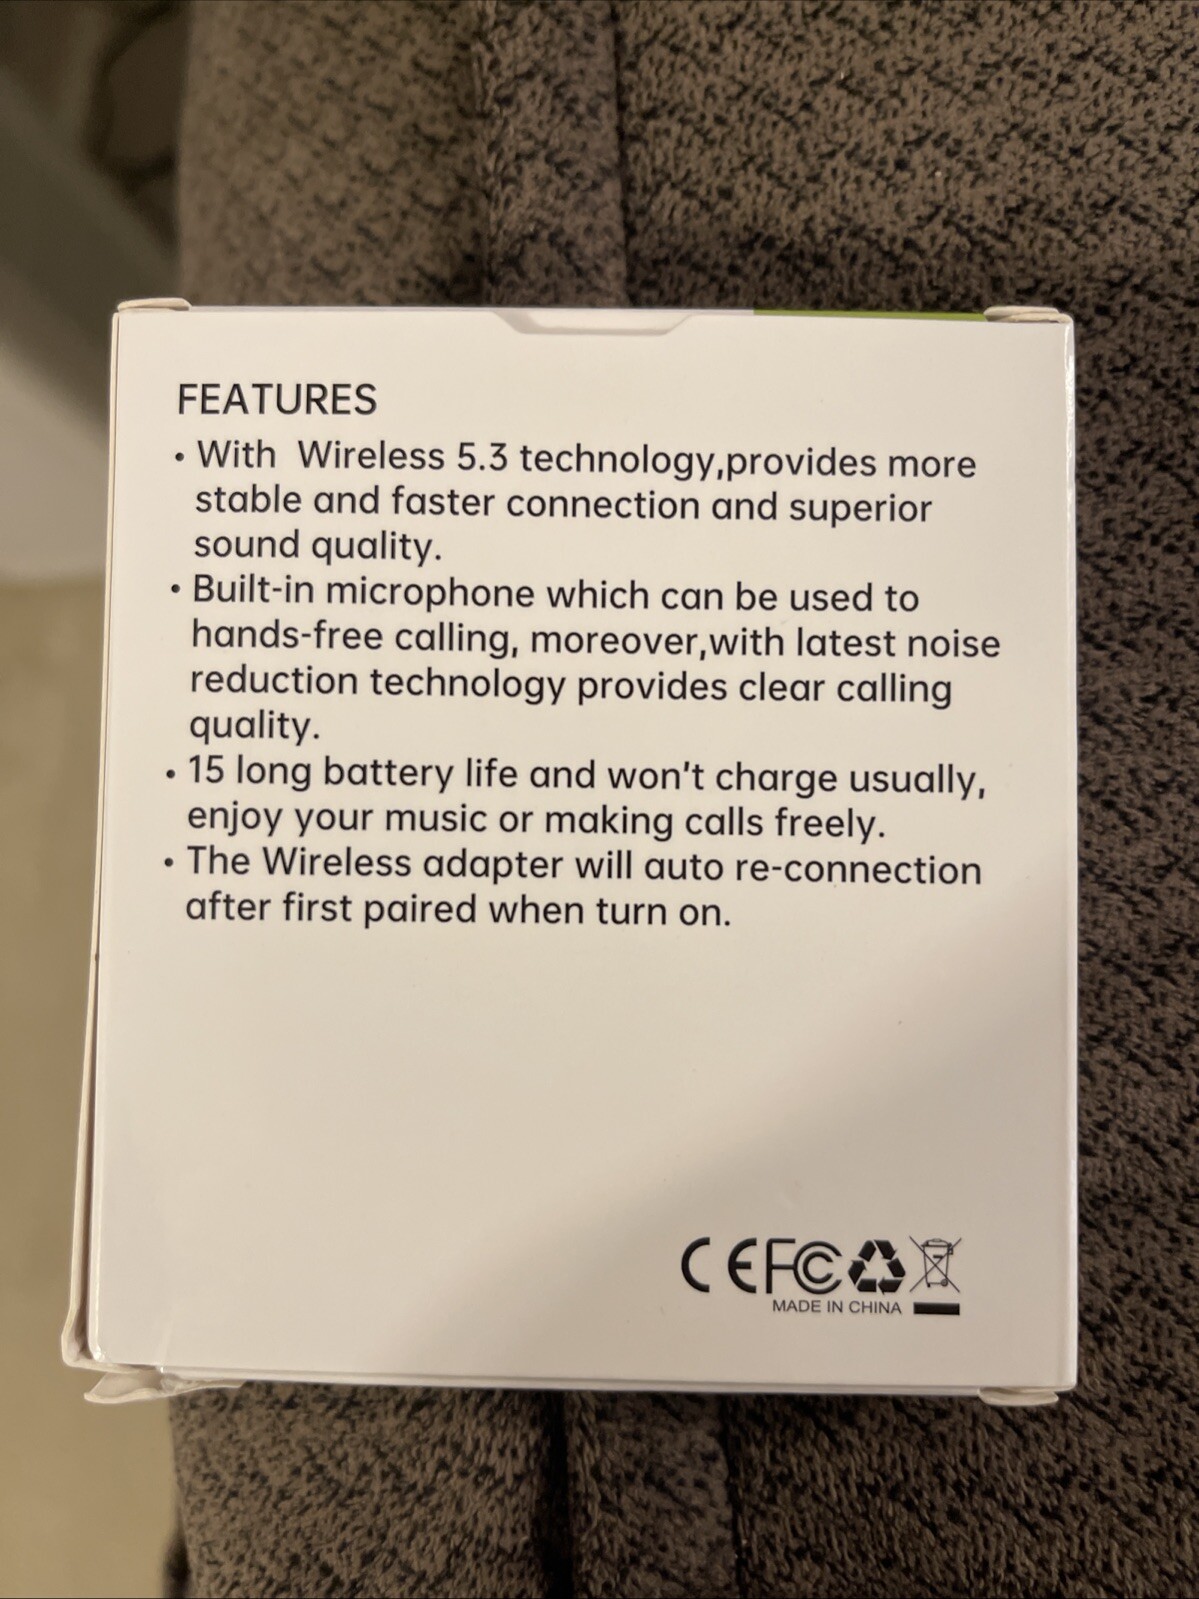 FEATURES
• With  Wireless 5.3 technology,provides more
stable and faster connection and superior
sound quality.
• Built-in microphone which can be used to
hands-free calling, moreover,with latest noise
reduction technology provides clear calling
quality.
• 15 long battery life and won't charge usually,
enjoy your music or making calls freely.
• The Wireless adapter will auto re-connection
after first paired when turn on.
CE FC
MADE IN CHINA